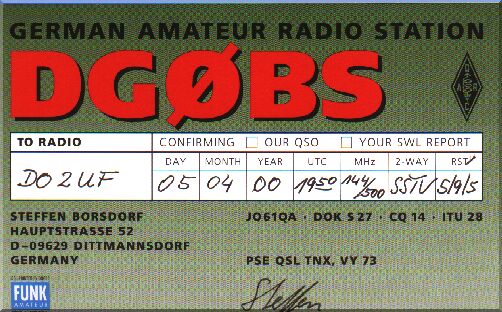 GERMAN AMATEUR RADIO STATION
DGØBS
TO RADIO CONFIRMING OUR QSO YOUR SWL REPORT
DAY MONTH YEAR UTC MHz 2-WAY RST
DO2UF 05 04 00 1950 144/500 SSTV 5/9/5
STEFFEN BORSDORF
HAUPTSTRASSE 52
D-09629 DITTMANNSDORF
GERMANY
JO61QA · DOK S 27 · CQ 14 · ITU 28
PSE QSL TNX, VY 73
Steffen
FUNK
AMATEUR